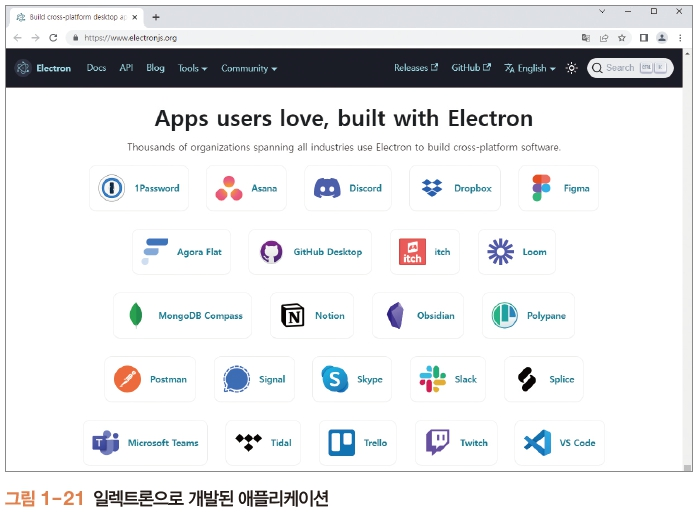 Build cross-platform desktop a
https://www.electronjs.org
Electron Docs API Blog Tools Community Releases GitHub English Search CTRL K
Apps users love, built with Electron
Thousands of organizations spanning all industries use Electron to build cross-platform software.
1Password Asana Discord Dropbox Figma
Agora Flat GitHub Desktop itch itch Loom
MongoDB Compass Notion Obsidian Polypane
Postman Signal Skype Slack Splice
Microsoft Teams Tidal Trello Twitch VS Code
그림 1-21 일렉트론으로 개발된 애플리케이션